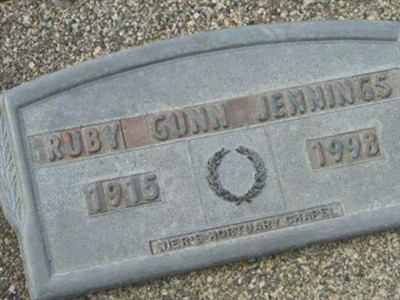 RUBY GUNN JENNINGS
1915 1998
MORTUARY CHAPEL